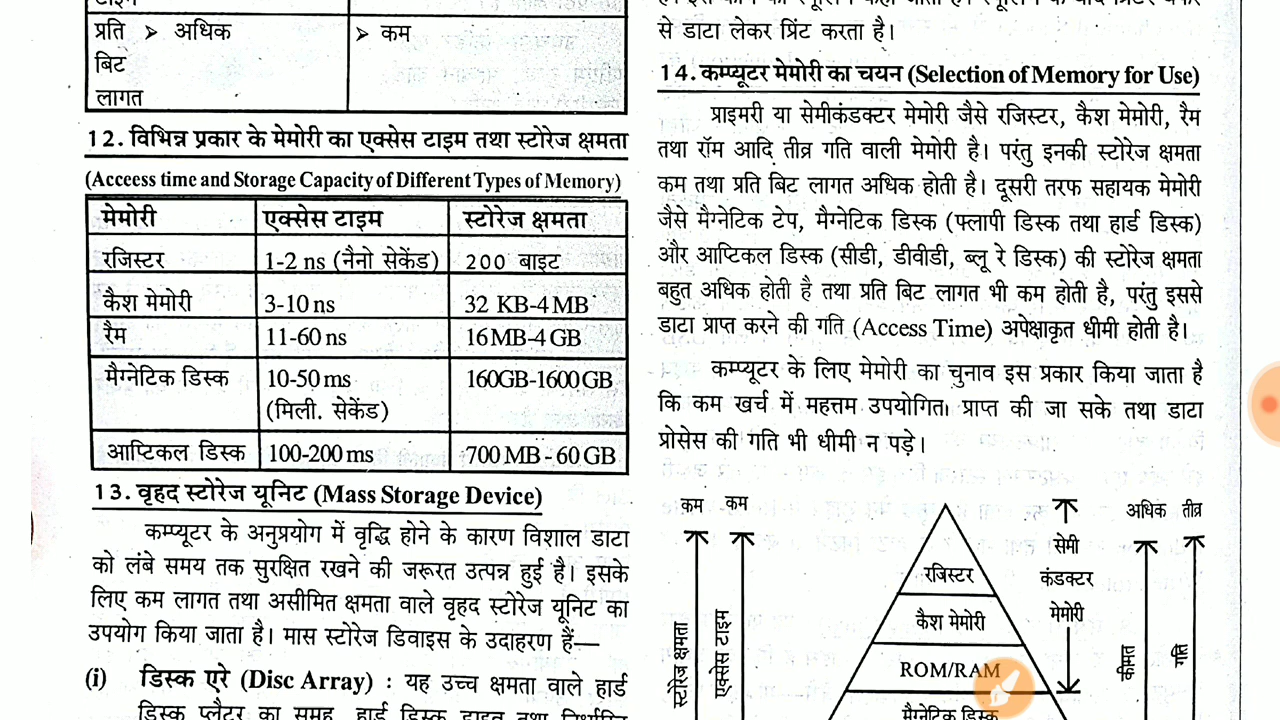 प्रति ➢ अधिक ➢ कम
बिट
लागत
12. विभिन्न प्रकार के मेमोरी का एक्सेस टाइम तथा स्टोरेज क्षमता
(Acceess time and Storage Capacity of Different Types of Memory)
मेमोरी एक्सेस टाइम स्टोरेज क्षमता
रजिस्टर 1-2 ns (नैनो सेकेंड) 200 बाइट
कैश मेमोरी 3-10 ns 32 KB-4 MB
रैम 11-60 ns 16MB-4 GB
मैग्नेटिक डिस्क 10-50 ms 160GB-1600 GB
(मिली. सेकेंड)
आप्टिकल डिस्क 100-200 ms 700 MB - 60 GB
13. वृहद स्टोरेज यूनिट (Mass Storage Device)
कम्प्यूटर के अनुप्रयोग में वृद्धि होने के कारण विशाल डाटा
को लंबे समय तक सुरक्षित रखने की जरूरत उत्पन्न हुई है। इसके
लिए कम लागत तथा असीमित क्षमता वाले वृहद स्टोरेज यूनिट का
उपयोग किया जाता है। मास स्टोरेज डिवाइस के उदाहरण हैं—
(i) डिस्क एरे (Disc Array) : यह उच्च क्षमता वाले हार्ड
डिस्क प्लैटर का समूह, हार्ड डिस्क ड्राइव तथा
से डाटा लेकर प्रिंट करता है।
14. कम्प्यूटर मेमोरी का चयन (Selection of Memory for Use)
प्राइमरी या सेमीकंडक्टर मेमोरी जैसे रजिस्टर, कैश मेमोरी, रैम
तथा रॉम आदि तीव्र गति वाली मेमोरी है। परंतु इनकी स्टोरेज क्षमता
कम तथा प्रति बिट लागत अधिक होती है। दूसरी तरफ सहायक मेमोरी
जैसे मैग्नेटिक टेप, मैग्नेटिक डिस्क (फ्लापी डिस्क तथा हार्ड डिस्क)
और आप्टिकल डिस्क (सीडी, डीवीडी, ब्लू रे डिस्क) की स्टोरेज क्षमता
बहुत अधिक होती है तथा प्रति बिट लागत भी कम होती है, परंतु इससे
डाटा प्राप्त करने की गति (Access Time) अपेक्षाकृत धीमी होती है।
कम्प्यूटर के लिए मेमोरी का चुनाव इस प्रकार किया जाता है
कि कम खर्च में महत्तम उपयोगिता प्राप्त की जा सके तथा डाटा
प्रोसेस की गति भी धीमी न पड़े।
कम कम अधिक तीव्र
स्टोरेज क्षमता
एक्सेस टाइम
रजिस्टर
कैश मेमोरी
ROM/RAM
मैग्नेटिक डिस्क
सेमी
कंडक्टर
मेमोरी
कीमत
गति